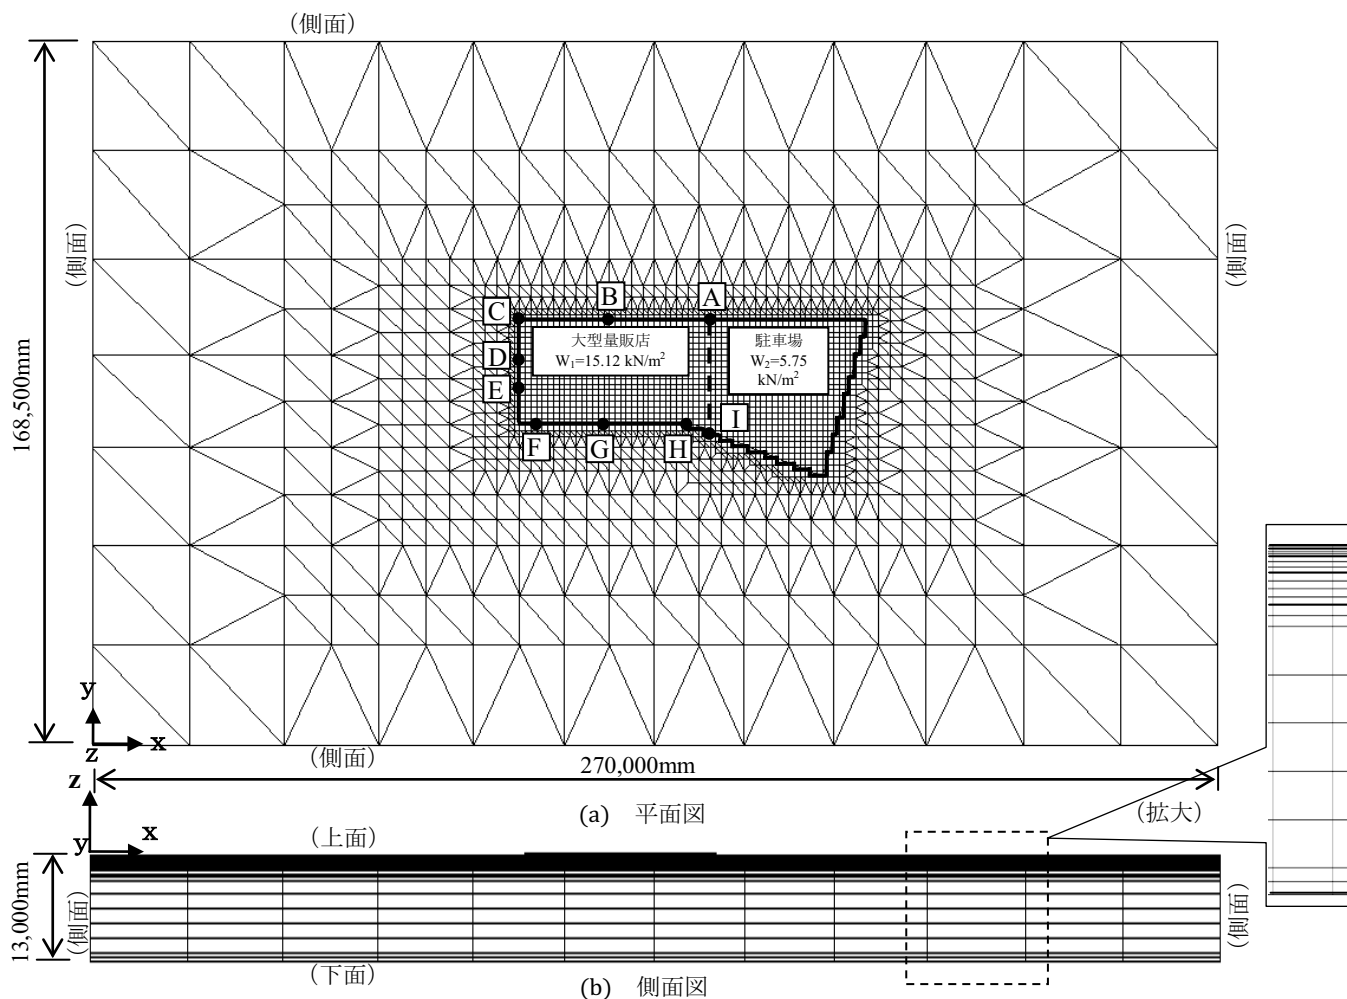 （側面）
168,500mm
（側面）
（側面）
C
B
A
大型量販店
W₁=15.12 kN/m²
駐車場
W₂=5.75
kN/m²
D
E
F
G
H
I
y
z
x
（側面）
270,000mm
(a) 平面図
（拡大）
z
y
x
（上面）
13,000mm
（側面）
（側面）
（下面）
(b) 側面図